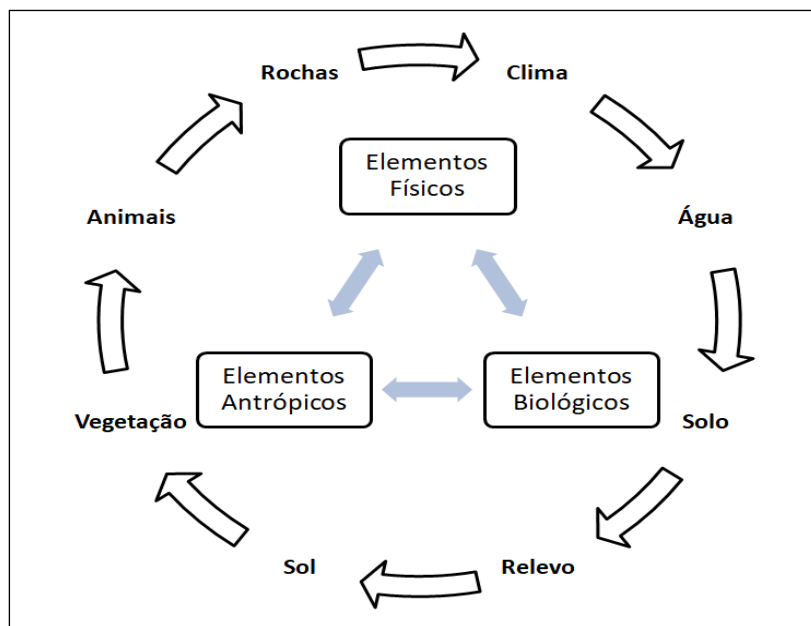 Rochas
Clima
Elementos
Físicos
Animais
Água
Elementos
Antrópicos
Elementos
Biológicos
Vegetação
Solo
Sol
Relevo